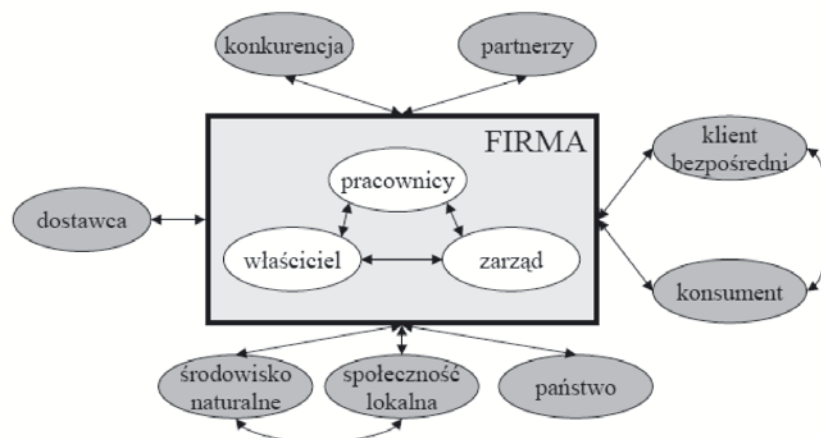 konkurencja
partnerzy
FIRMA
klient
bezpośredni
pracownicy
dostawca
właściciel
zarząd
konsument
środowisko
naturalne
społeczność
lokalna
państwo